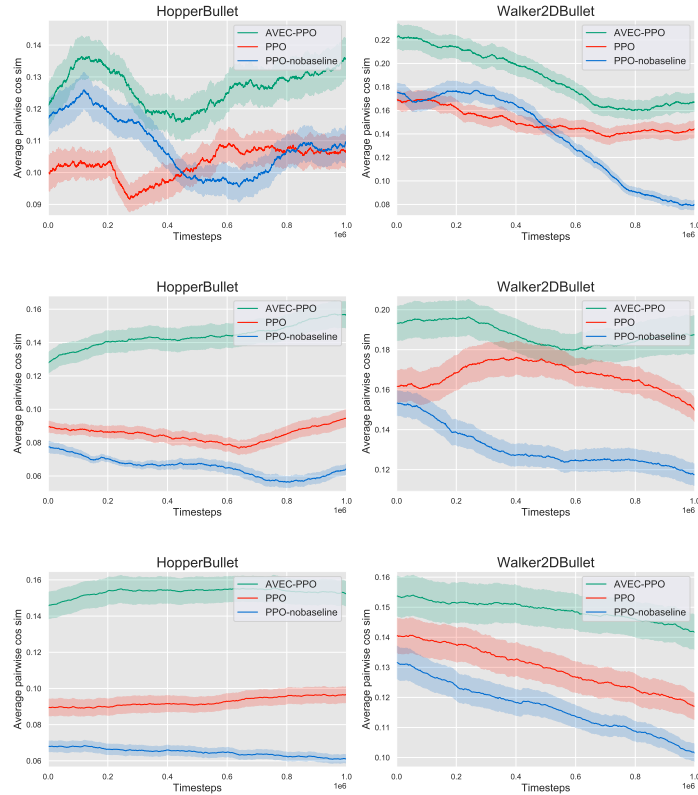 HopperBullet
AVEC-PPO
PPO
PPO-nobaseline
Average pairwise cos sim
0.14
0.13
0.12
0.11
0.10
0.09
0.0 0.2 0.4 0.6 0.8 1.0
1e6
Timesteps
Walker2DBullet
AVEC-PPO
PPO
PPO-nobaseline
Average pairwise cos sim
0.22
0.20
0.18
0.16
0.14
0.12
0.10
0.08
0.0 0.2 0.4 0.6 0.8 1.0
1e6
Timesteps
HopperBullet
AVEC-PPO
PPO
PPO-nobaseline
Average pairwise cos sim
0.16
0.14
0.12
0.10
0.08
0.06
0.0 0.2 0.4 0.6 0.8 1.0
1e6
Timesteps
Walker2DBullet
AVEC-PPO
PPO
PPO-nobaseline
Average pairwise cos sim
0.20
0.18
0.16
0.14
0.12
0.0 0.2 0.4 0.6 0.8 1.0
1e6
Timesteps
HopperBullet
AVEC-PPO
PPO
PPO-nobaseline
Average pairwise cos sim
0.16
0.14
0.12
0.10
0.08
0.06
0.0 0.2 0.4 0.6 0.8 1.0
1e6
Timesteps
Walker2DBullet
AVEC-PPO
PPO
PPO-nobaseline
Average pairwise cos sim
0.16
0.15
0.14
0.13
0.12
0.11
0.10
0.0 0.2 0.4 0.6 0.8 1.0
1e6
Timesteps